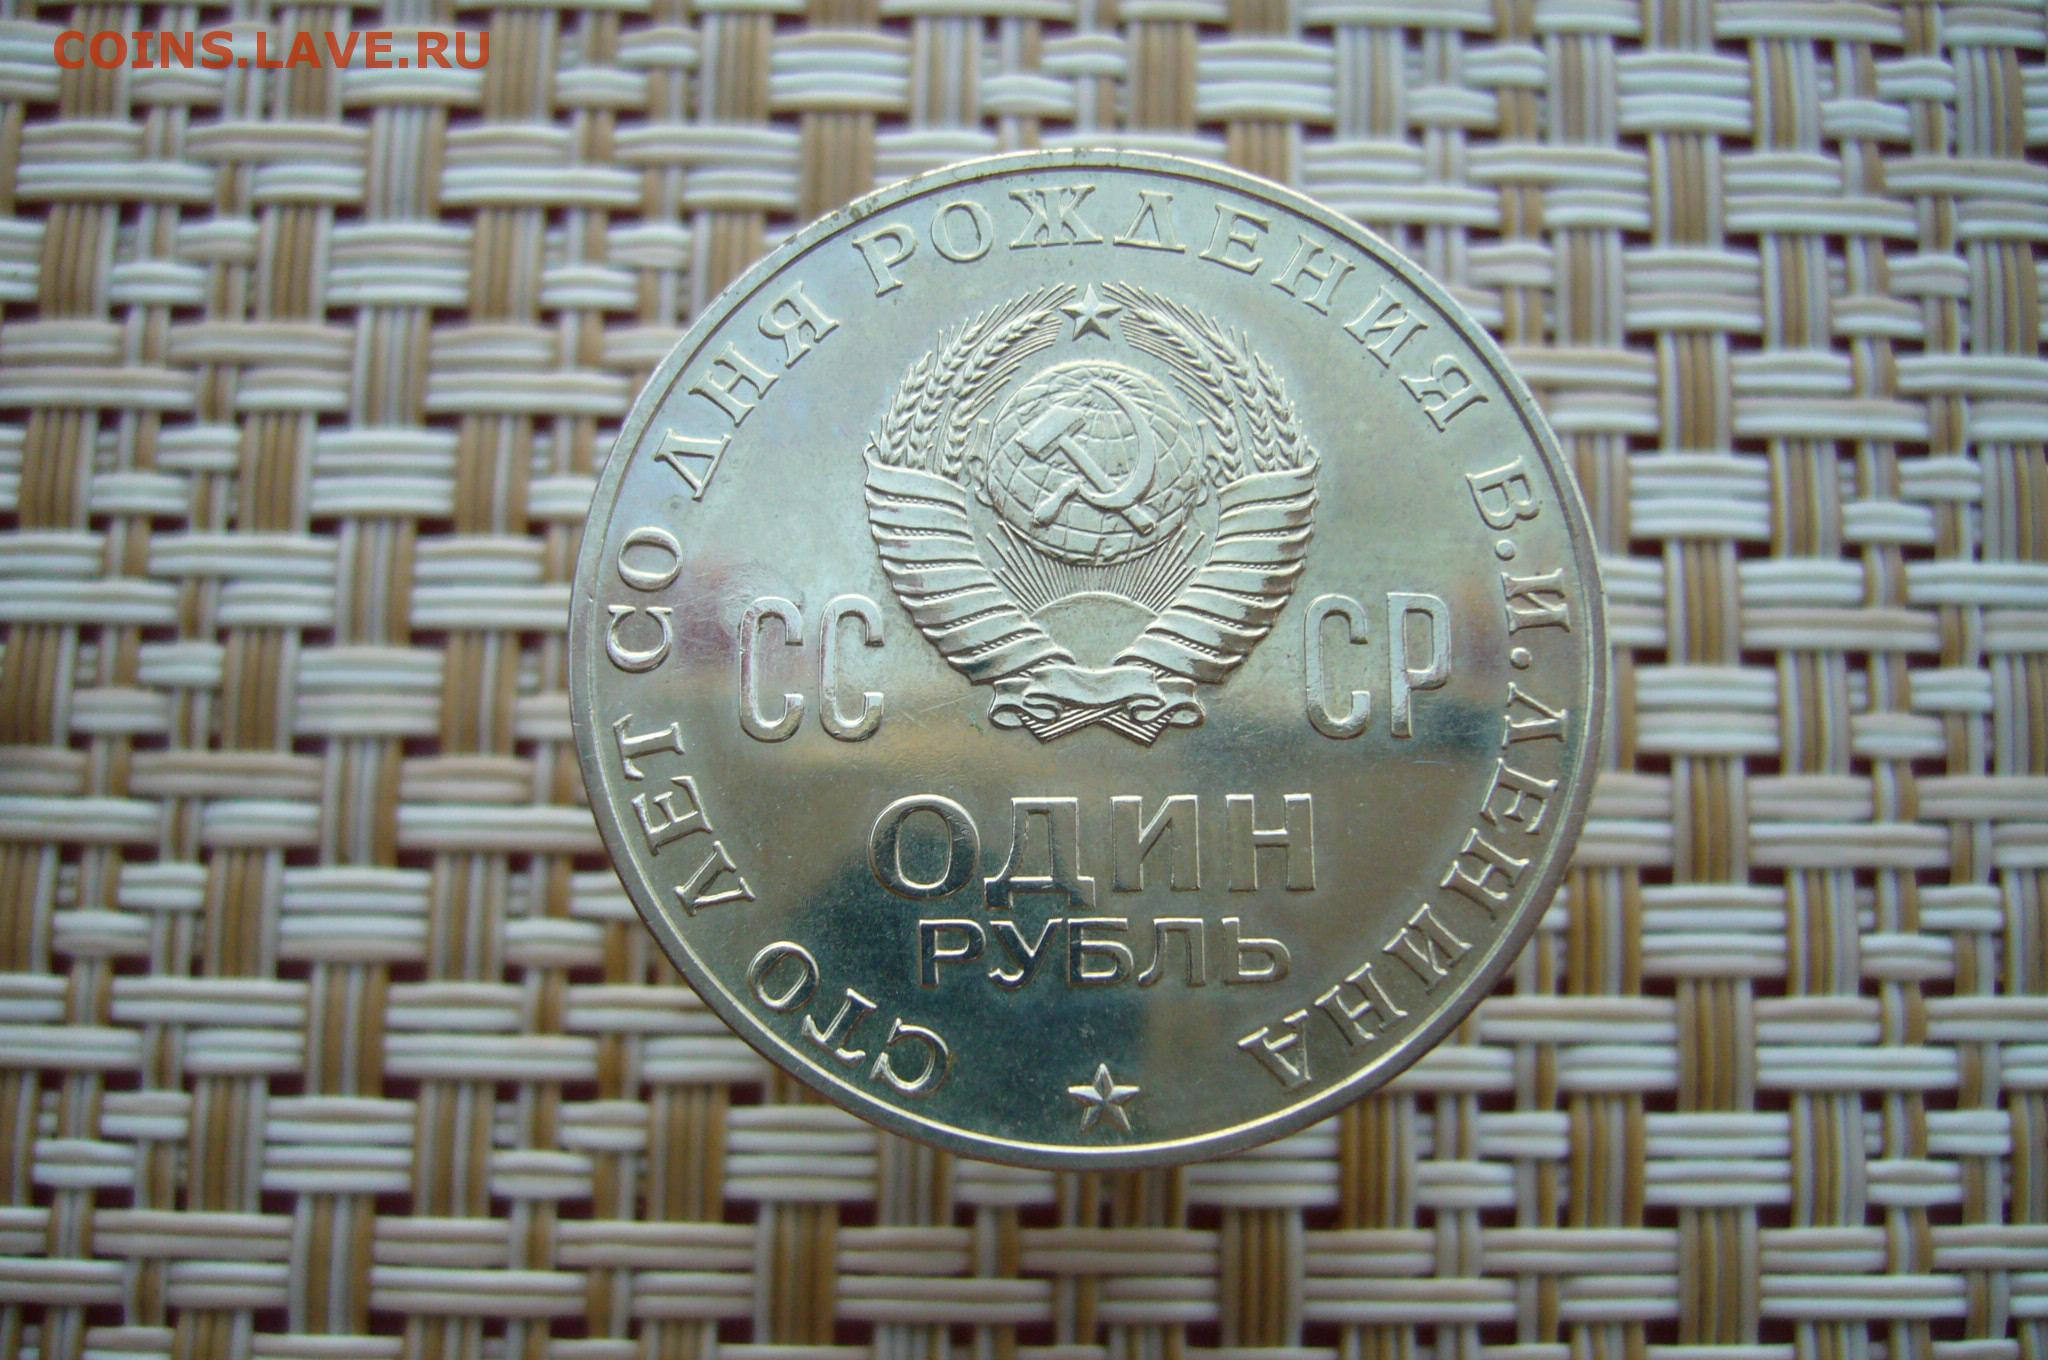 COINS.LAVE.RU
СТО ЛЕТ СО ДНЯ РОЖДЕНИЯ В.И.ЛЕНИНА
СС СР
ОДИН
РУБЛЬ